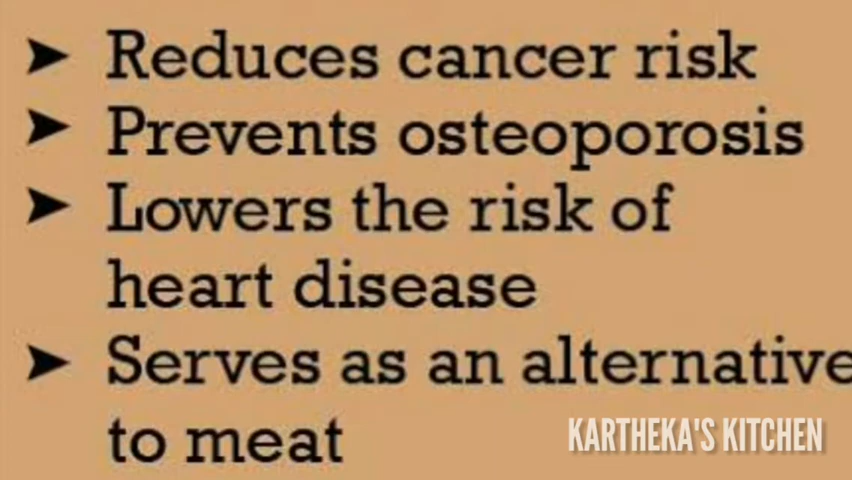 ➤ Reduces cancer risk
➤ Prevents osteoporosis
➤ Lowers the risk of
heart disease
➤ Serves as an alternative
to meat
KARTHEKA'S KITCHEN